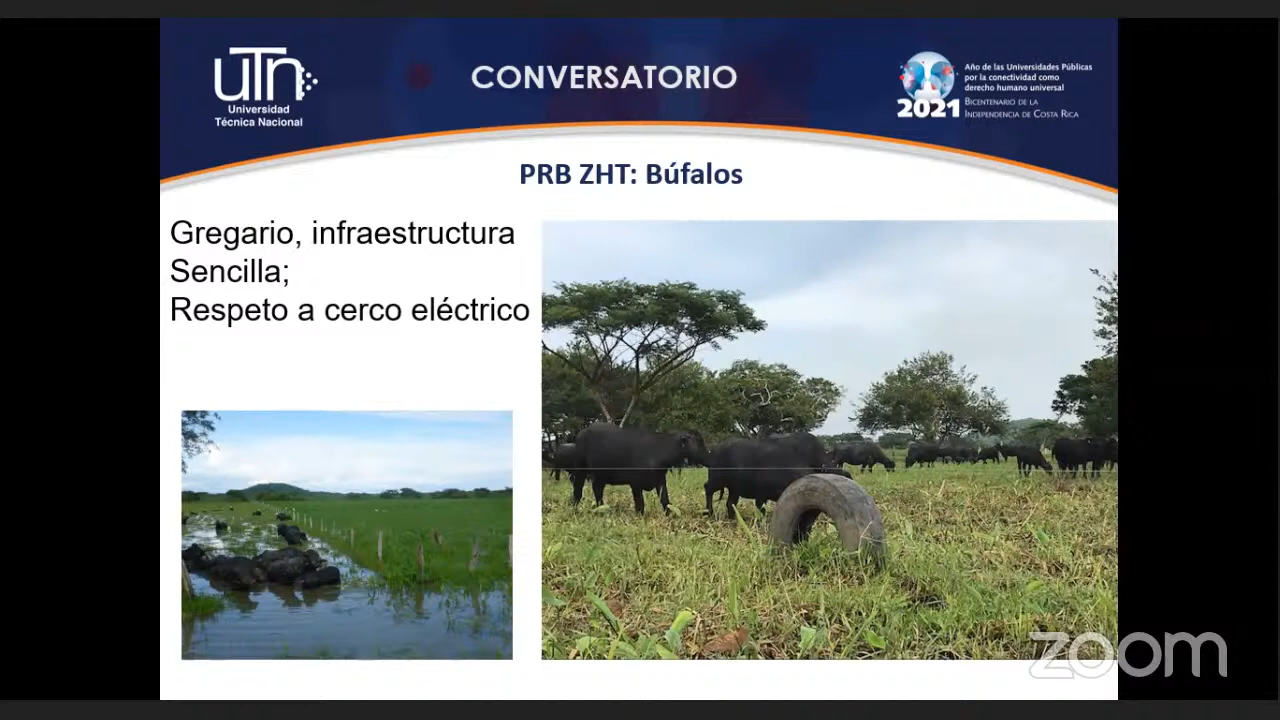 utn
Universidad
Técnica Nacional
CONVERSATORIO
2021
Año de las Universidades Públicas
por la conectividad como
derecho humano universal
Bicentenario de la
Independencia de Costa Rica
PRB ZHT: Búfalos
Gregario, infraestructura
Sencilla;
Respeto a cerco eléctrico
zoom